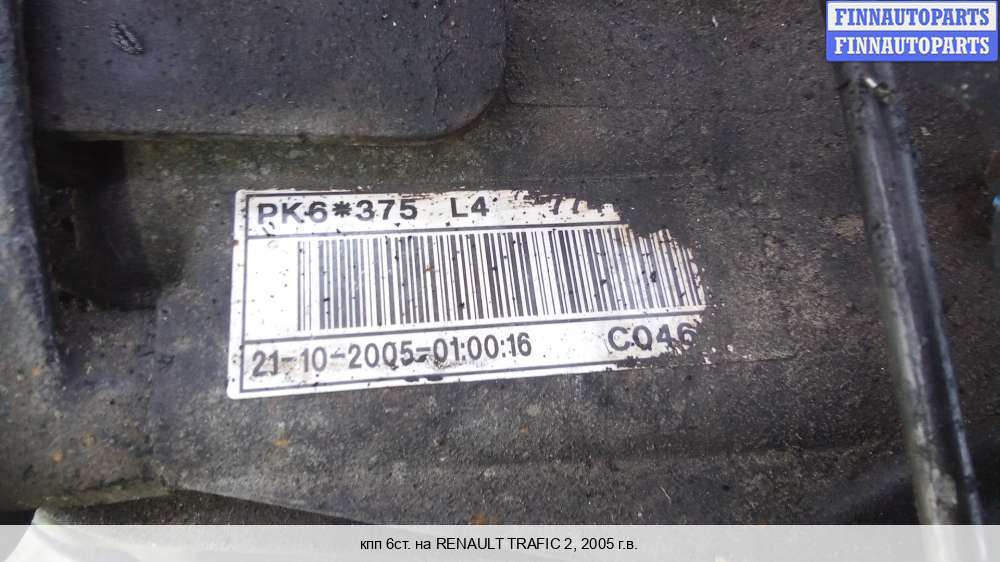 FINNAUTOPARTS
FINNAUTOPARTS
PK6*375 L4 77
21-10-2005-01:00:16 C046
кпп 6ст. на RENAULT TRAFIC 2, 2005 г.в.